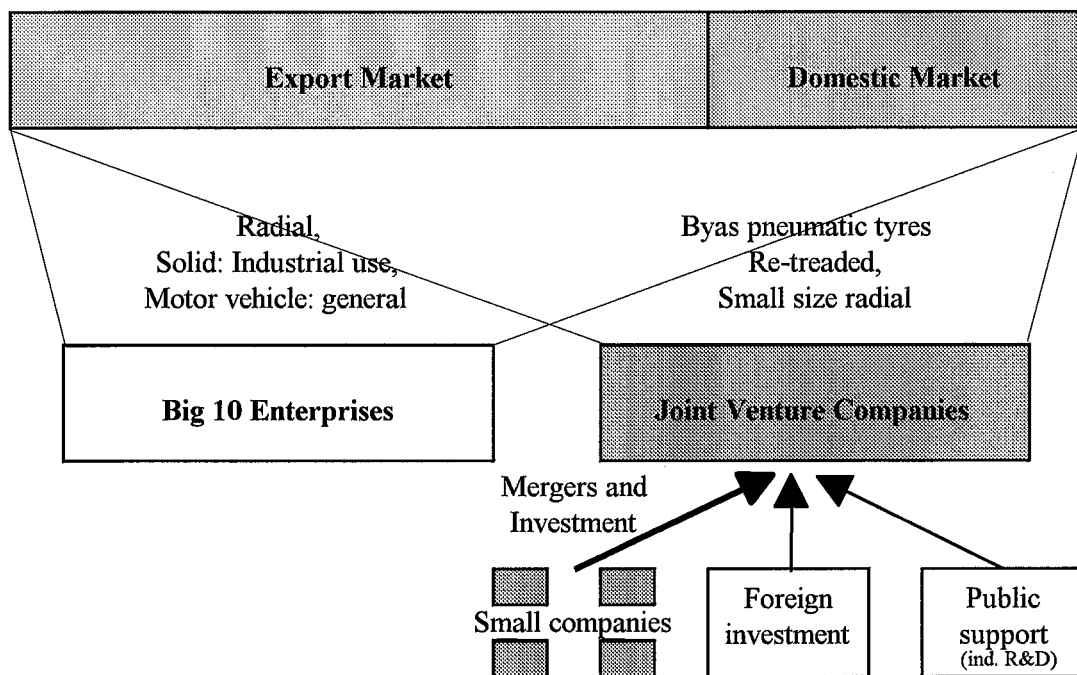 Export Market
Domestic Market
Radial,
Solid: Industrial use,
Motor vehicle: general
Byas pneumatic tyres
Re-treaded,
Small size radial
Big 10 Enterprises
Joint Venture Companies
Mergers and
Investment
Small companies
Foreign
investment
Public
support
(ind. R&D)